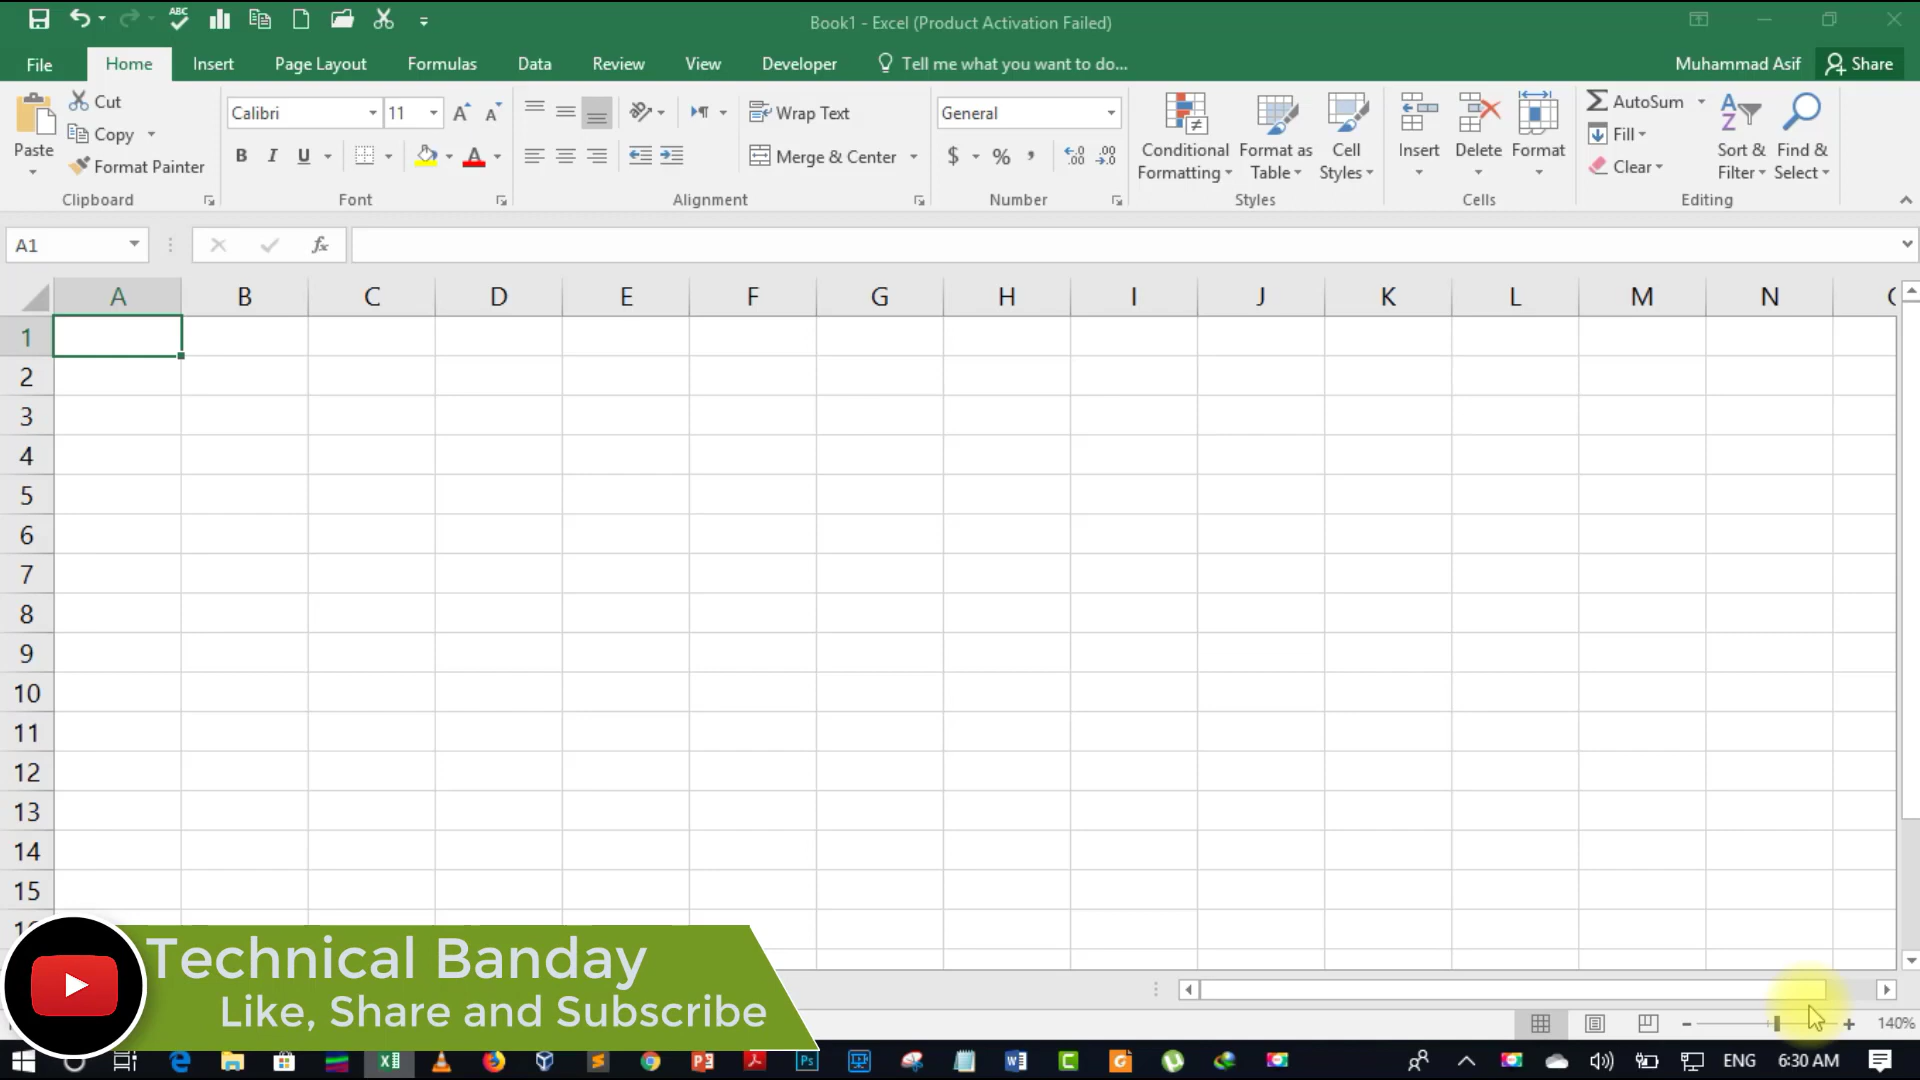 Book1 - Excel (Product Activation Failed)
File Home Insert Page Layout Formulas Data Review View Developer Tell me what you want to do... Muhammad Asif Share
Paste
Cut
Copy
Format Painter
Clipboard
Calibri 11
B I U A
Font
Wrap Text
Merge & Center
Alignment
General
$ % ,
Number
Conditional Formatting
Format as Table
Cell Styles
Styles
Insert
Delete
Format
Cells
AutoSum
Fill
Clear
Sort & Filter
Find & Select
Editing
A1
fx
A B C D E F G H I J K L M N
1
2
3
4
5
6
7
8
9
10
11
12
13
14
15
Technical Banday
Like, Share and Subscribe
140%
ENG 6:30 AM